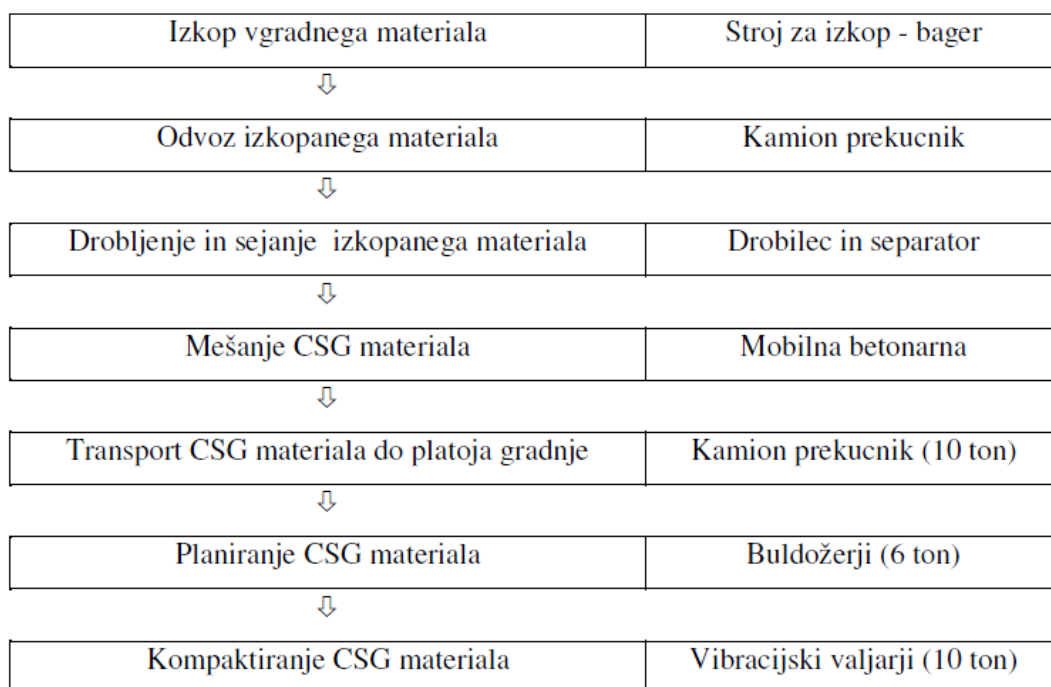 Izkop vgradnega materiala Stroj za izkop - bager
⇩
Odvoz izkopanega materiala Kamion prekucnik
⇩
Drobljenje in sejanje izkopanega materiala Drobilec in separator
⇩
Mešanje CSG materiala Mobilna betonarna
⇩
Transport CSG materiala do platoja gradnje Kamion prekucnik (10 ton)
⇩
Planiranje CSG materiala Buldožerji (6 ton)
⇩
Kompaktiranje CSG materiala Vibracijski valjarji (10 ton)